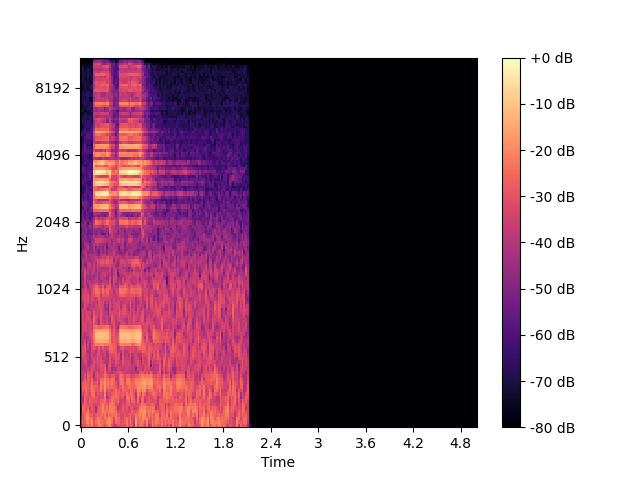 +0 dB
8192
-10 dB
4096
-20 dB
-30 dB
2048
Hz
-40 dB
1024
-50 dB
512
-60 dB
-70 dB
0
-80 dB
0 0.6 1.2 1.8 2.4 3 3.6 4.2 4.8
Time